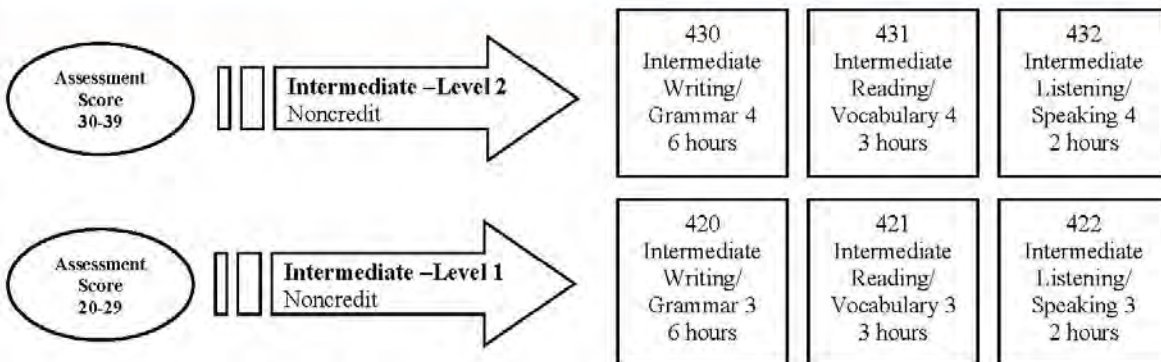 Assessment
Score
30-39
Intermediate –Level 2
Noncredit
430
Intermediate
Writing/
Grammar 4
6 hours
431
Intermediate
Reading/
Vocabulary 4
3 hours
432
Intermediate
Listening/
Speaking 4
2 hours
Assessment
Score
20-29
Intermediate –Level 1
Noncredit
420
Intermediate
Writing/
Grammar 3
6 hours
421
Intermediate
Reading/
Vocabulary 3
3 hours
422
Intermediate
Listening/
Speaking 3
2 hours